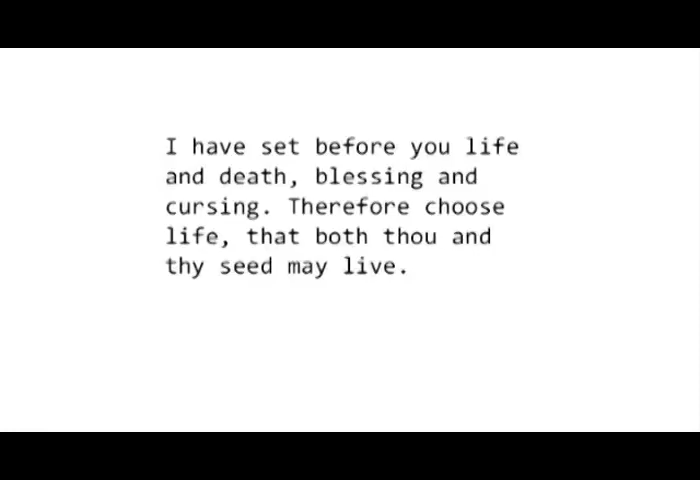 I have set before you life
and death, blessing and
cursing. Therefore choose
life, that both thou and
thy seed may live.